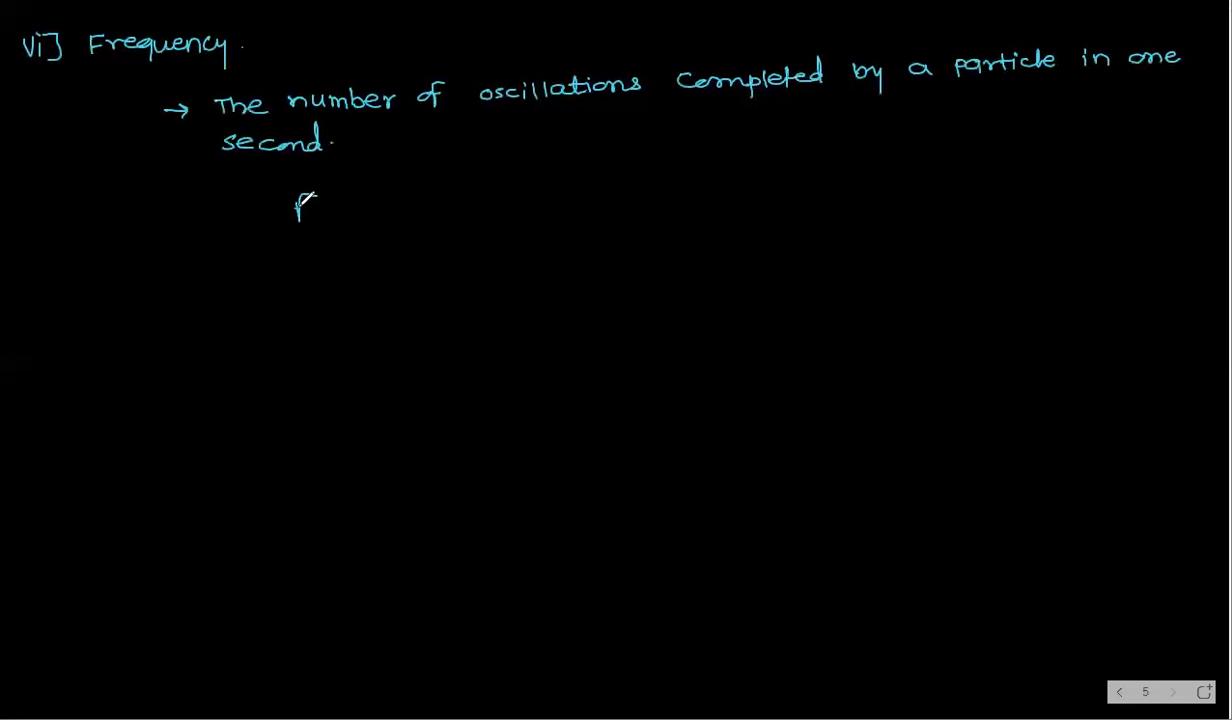 vi] Frequency.
→ The number of oscillations completed by a particle in one
second.
5